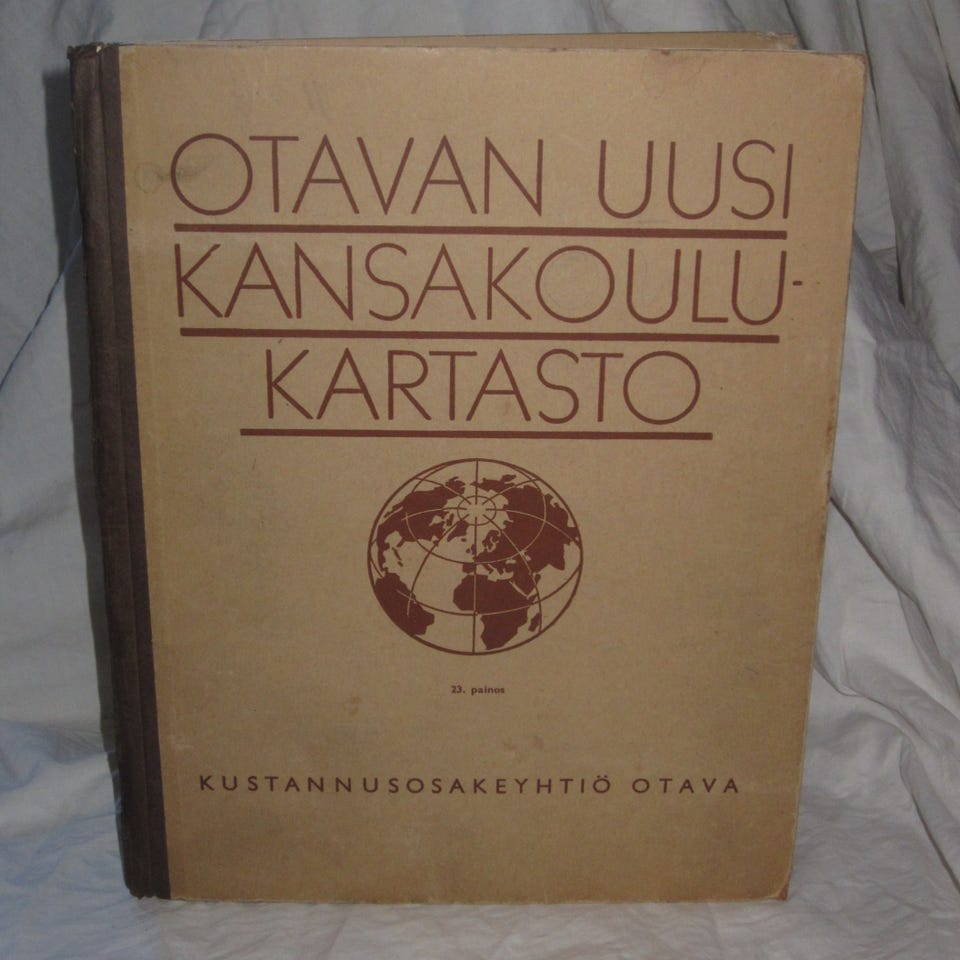 OTAVAN UUSI
KANSAKOULU-
KARTASTO
23. painos
KUSTANNUSOSAKEYHTIÖ OTAVA